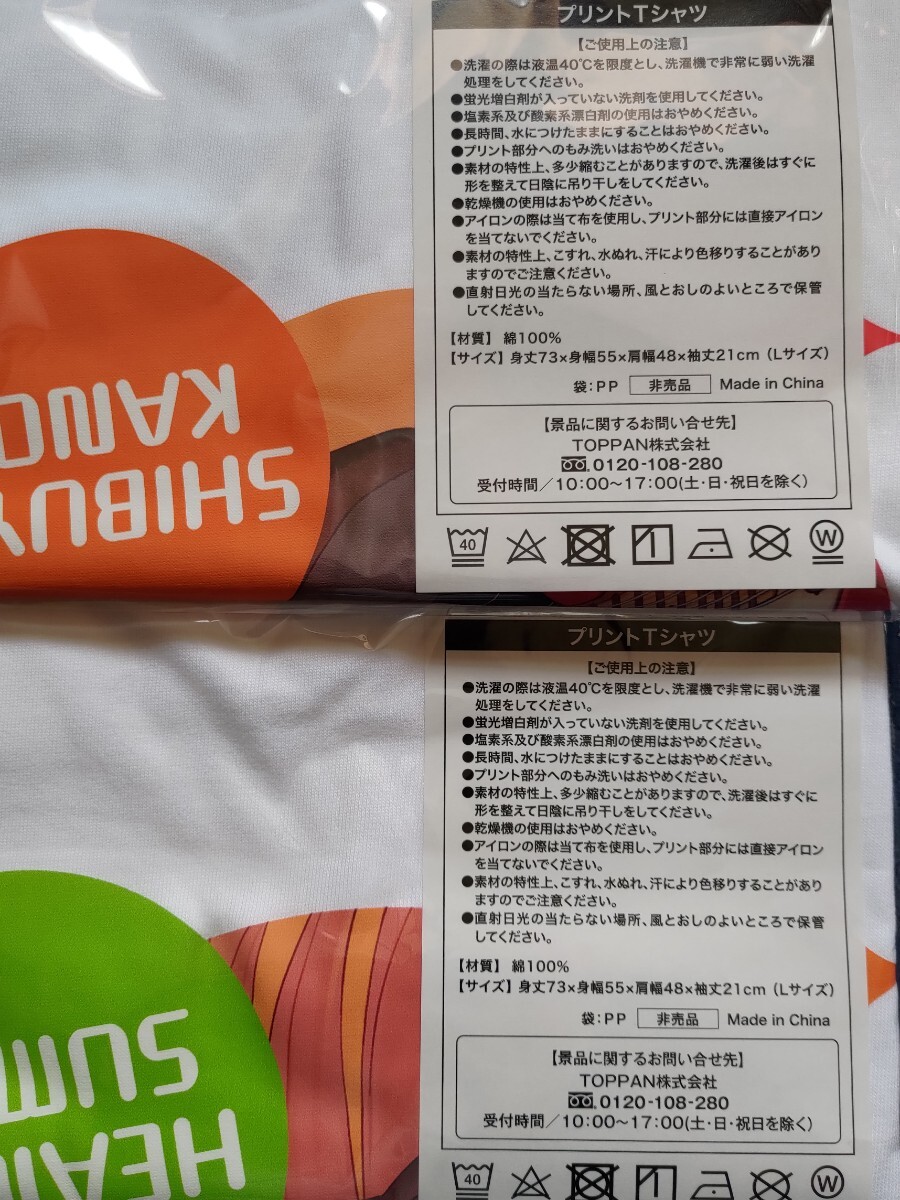 プリントTシャツ
【ご使用上の注意】
●洗濯の際は液温40℃を限度とし、洗濯機で非常に弱い洗濯
処理をしてください。
●蛍光増白剤が入っていない洗剤を使用してください。
●塩素系及び酸素系漂白剤の使用はおやめください。
●長時間、水につけたままにすることはおやめください。
●プリント部分へのもみ洗いはおやめください。
●素材の特性上、多少縮むことがありますので、洗濯後はすぐに
形を整えて日陰に吊り干しをしてください。
●乾燥機の使用はおやめください。
●アイロンの際は当て布を使用し、プリント部分には直接アイロン
を当てないでください。
●素材の特性上、こすれ、水ぬれ、汗により色移りすることがあり
ますのでご注意ください。
●直射日光の当たらない場所、風とおしのよいところで保管
してください。
【材質】 綿100%
【サイズ】身丈73×身幅55×肩幅48×袖丈21cm（Lサイズ）
袋：PP 非売品 Made in China
【景品に関するお問い合せ先】
TOPPAN株式会社
0120-108-280
受付時間／10:00〜17:00(土・日・祝日を除く)
40
W
SHIBUY
KANO
プリントTシャツ
【ご使用上の注意】
●洗濯の際は液温40℃を限度とし、洗濯機で非常に弱い洗濯
処理をしてください。
●蛍光増白剤が入っていない洗剤を使用してください。
●塩素系及び酸素系漂白剤の使用はおやめください。
●長時間、水につけたままにすることはおやめください。
●プリント部分へのもみ洗いはおやめください。
●素材の特性上、多少縮むことがありますので、洗濯後はすぐに
形を整えて日陰に吊り干しをしてください。
●乾燥機の使用はおやめください。
●アイロンの際は当て布を使用し、プリント部分には直接アイロン
を当てないでください。
●素材の特性上、こすれ、水ぬれ、汗により色移りすることがあり
ますのでご注意ください。
●直射日光の当たらない場所、風とおしのよいところで保管
してください。
【材質】 綿100%
【サイズ】身丈73×身幅55×肩幅48×袖丈21cm（Lサイズ）
袋：PP 非売品 Made in China
【景品に関するお問い合せ先】
TOPPAN株式会社
0120-108-280
受付時間／10:00〜17:00(土・日・祝日を除く)
40
W
SUM